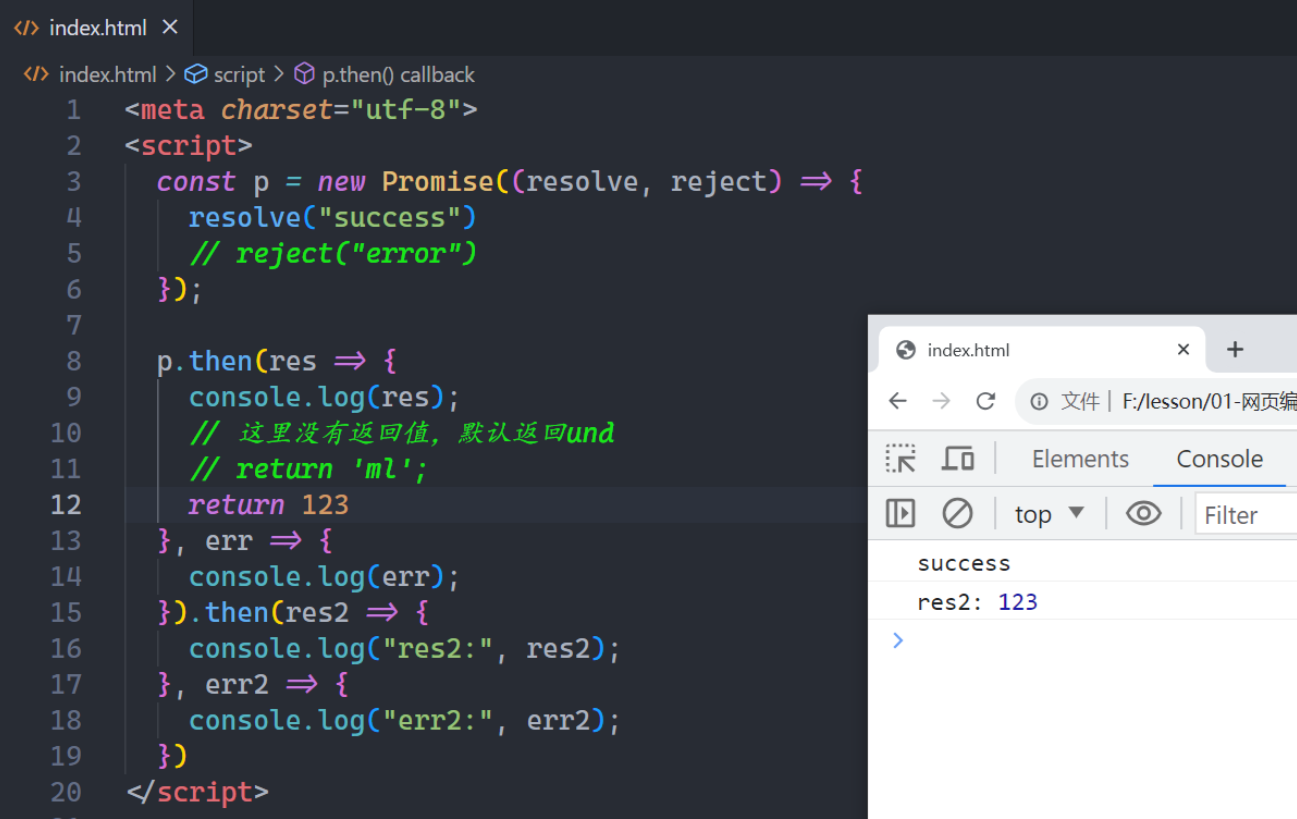 index.html
index.html > script > p.then() callback
1 <meta charset="utf-8">
2 <script>
3 const p = new Promise((resolve, reject) => {
4 resolve("success")
5 // reject("error")
6 });
7
8 p.then(res => {
9 console.log(res);
10 // 这里没有返回值，默认返回und
11 // return 'ml';
12 return 123
13 }, err => {
14 console.log(err);
15 }).then(res2 => {
16 console.log("res2:", res2);
17 }, err2 => {
18 console.log("err2:", err2);
19 })
20 </script>
index.html
文件 | F:/lesson/01-网页编
Elements Console
top Filter
success
res2: 123